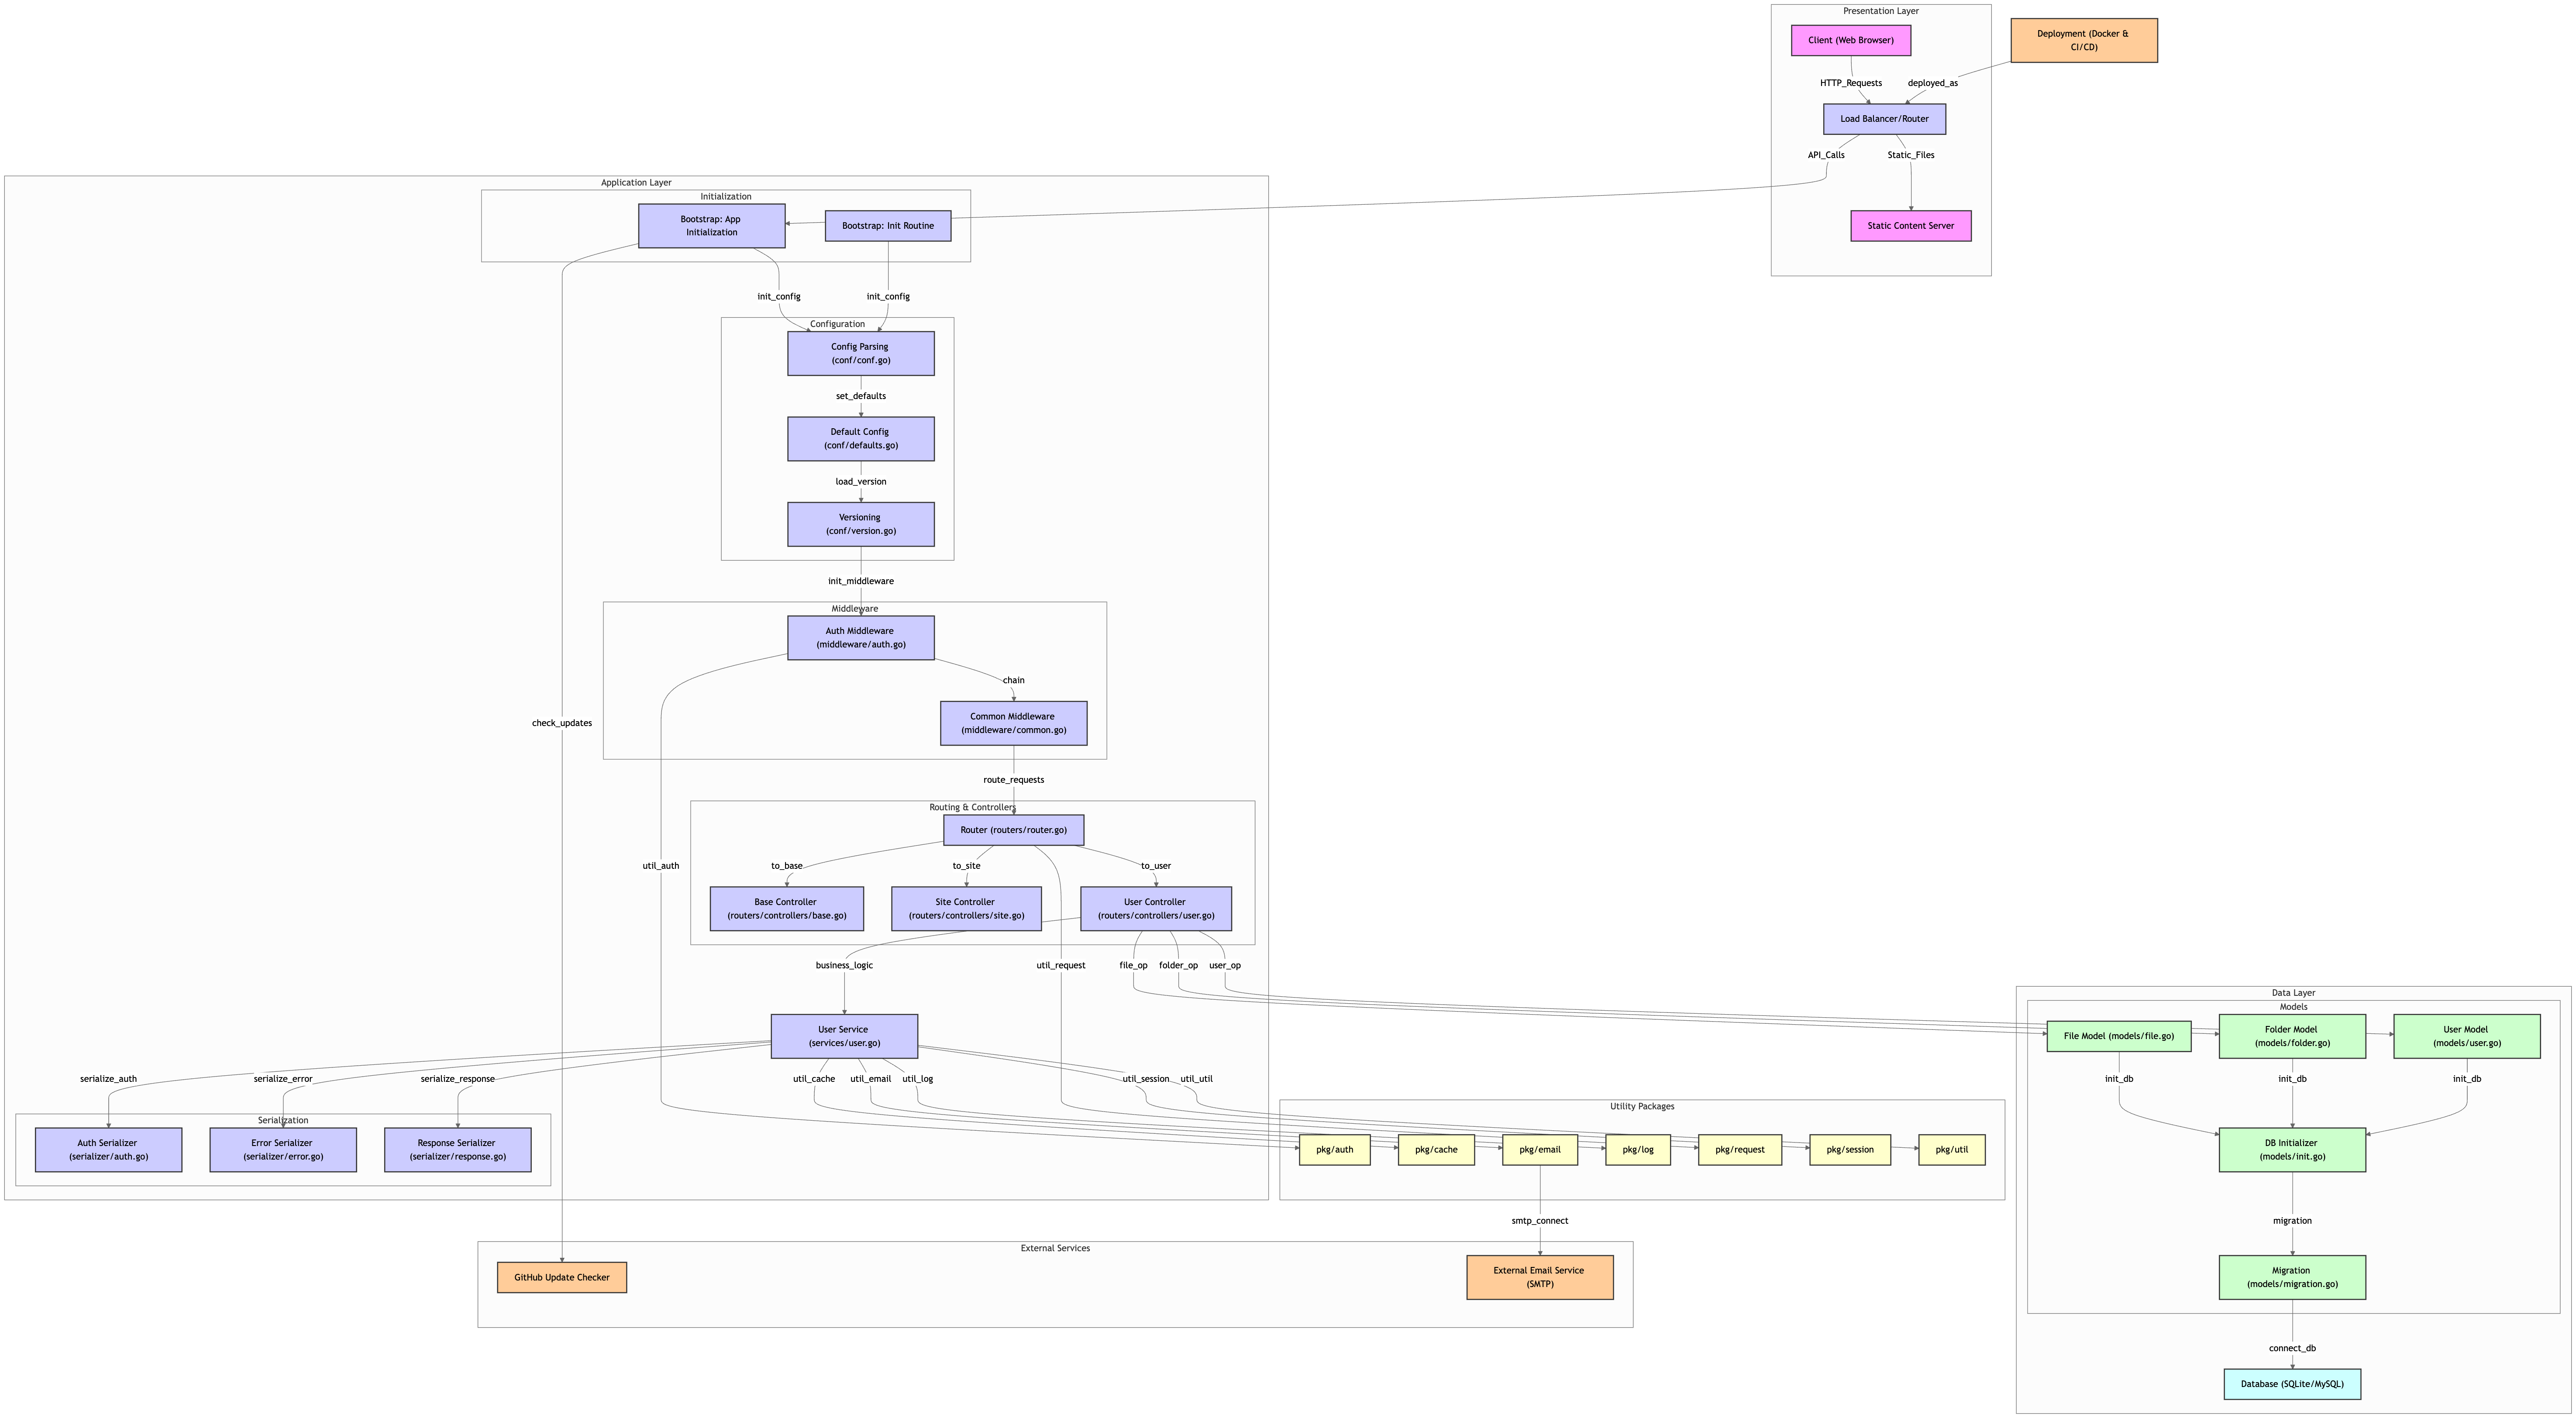 Presentation Layer
Client (Web Browser)
Deployment (Docker &
CI/CD)
HTTP_Requests
deployed_as
Load Balancer/Router
API_Calls
Static_Files
Static Content Server
Application Layer
Initialization
Bootstrap: App
Initialization
Bootstrap: Init Routine
init_config
init_config
Configuration
Config Parsing
(conf/conf.go)
set_defaults
Default Config
(conf/defaults.go)
load_version
Versioning
(conf/version.go)
init_middleware
Middleware
Auth Middleware
(middleware/auth.go)
chain
Common Middleware
(middleware/common.go)
check_updates
route_requests
Routing & Controllers
Router (routers/router.go)
util_auth
to_base
to_site
to_user
Base Controller
(routers/controllers/base.go)
Site Controller
(routers/controllers/site.go)
User Controller
(routers/controllers/user.go)
business_logic
util_request
file_op
folder_op
user_op
User Service
(services/user.go)
serialize_auth
serialize_error
serialize_response
util_cache
util_email
util_log
util_session
util_util
Serialization
Auth Serializer
(serializer/auth.go)
Error Serializer
(serializer/error.go)
Response Serializer
(serializer/response.go)
Utility Packages
pkg/auth
pkg/cache
pkg/email
pkg/log
pkg/request
pkg/session
pkg/util
smtp_connect
External Services
GitHub Update Checker
External Email Service
(SMTP)
Data Layer
Models
File Model (models/file.go)
Folder Model
(models/folder.go)
User Model
(models/user.go)
init_db
init_db
init_db
DB Initializer
(models/init.go)
migration
Migration
(models/migration.go)
connect_db
Database (SQLite/MySQL)